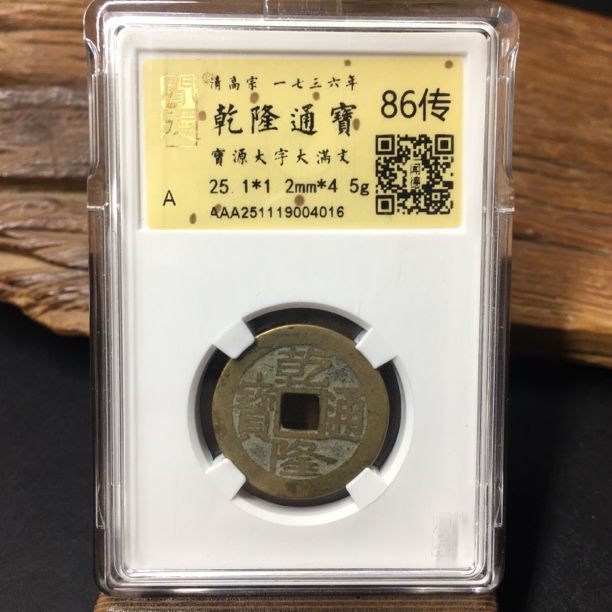 清高宗 一七三六年
乾隆通寶
86传
寶源大字大滿文
25.1*1.2mm*4.5g
A
AAA251119004016
乾隆通寶